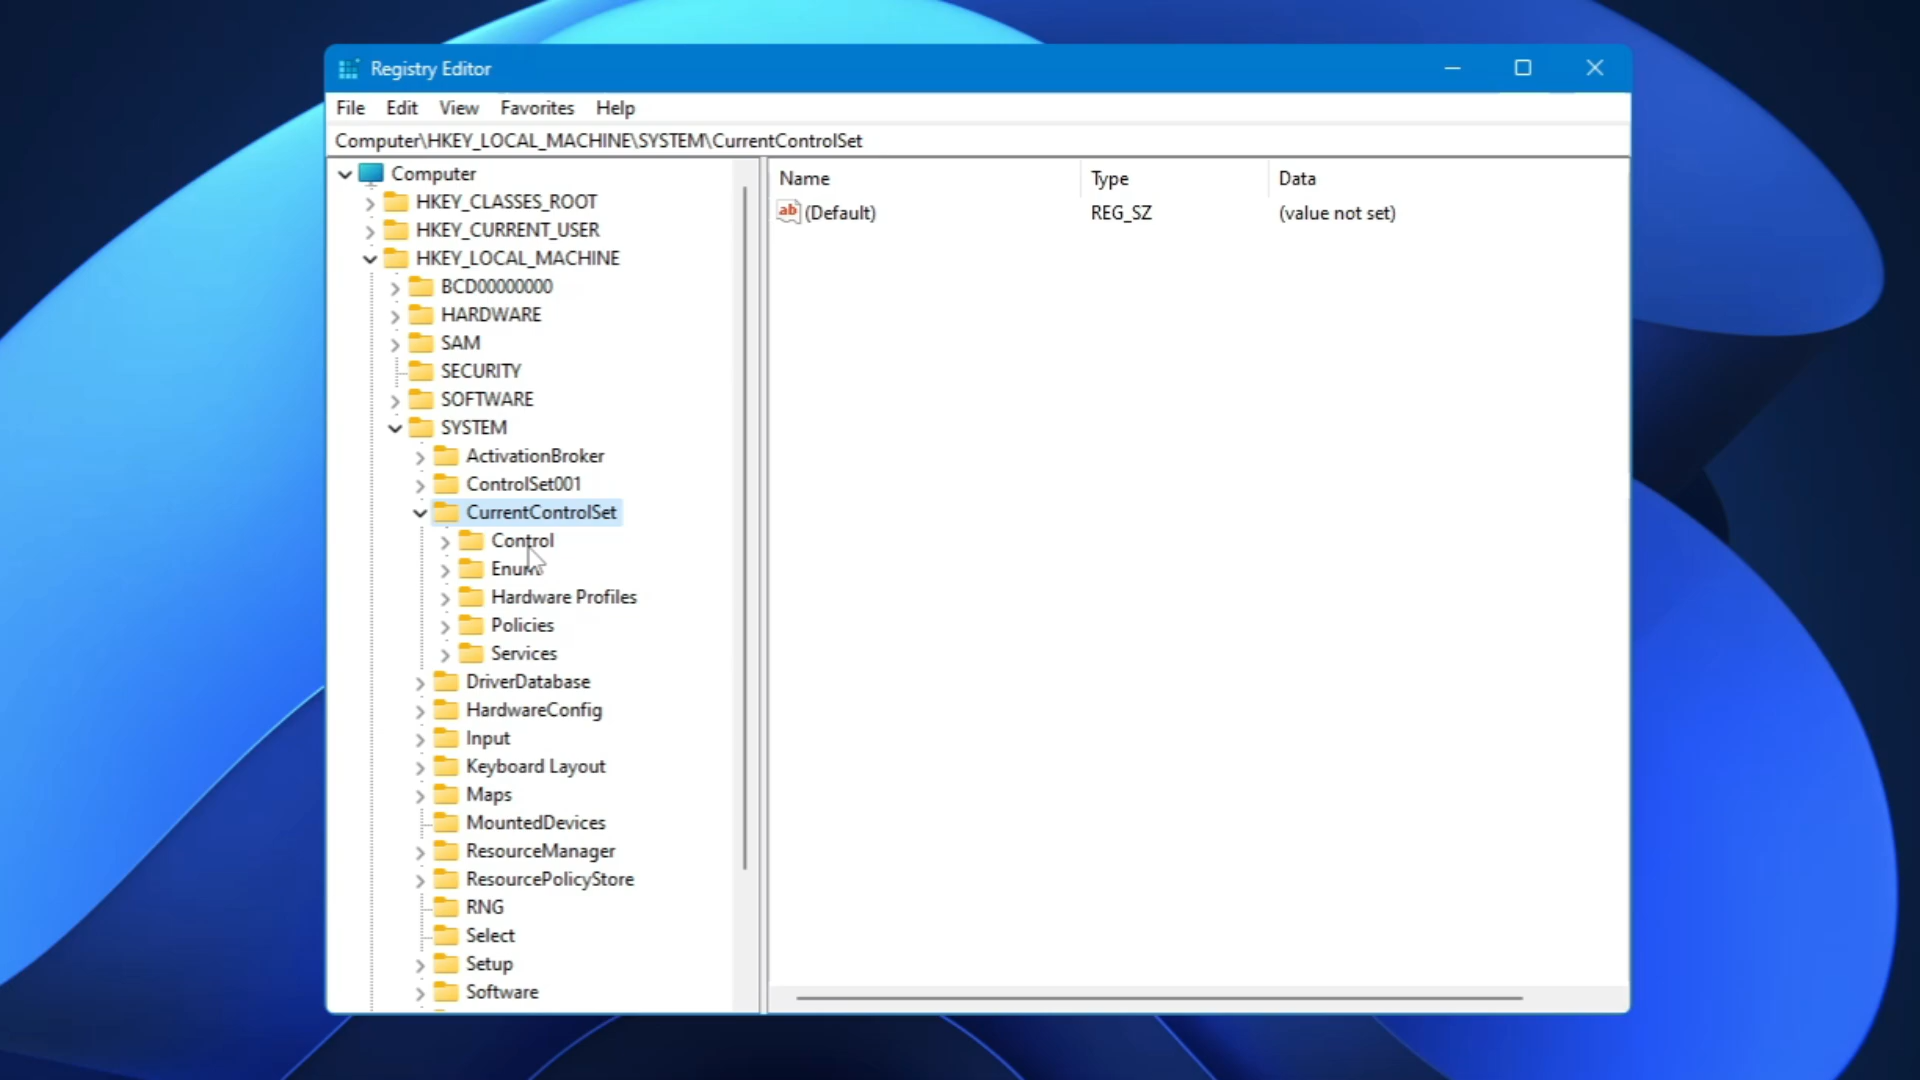 Registry Editor
File Edit View Favorites Help
Computer\HKEY_LOCAL_MACHINE\SYSTEM\CurrentControlSet
Computer
HKEY_CLASSES_ROOT
HKEY_CURRENT_USER
HKEY_LOCAL_MACHINE
BCD00000000
HARDWARE
SAM
SECURITY
SOFTWARE
SYSTEM
ActivationBroker
ControlSet001
CurrentControlSet
Control
Enum
Hardware Profiles
Policies
Services
DriverDatabase
HardwareConfig
Input
Keyboard Layout
Maps
MountedDevices
ResourceManager
ResourcePolicyStore
RNG
Select
Setup
Software
Name Type Data
ab (Default) REG_SZ (value not set)